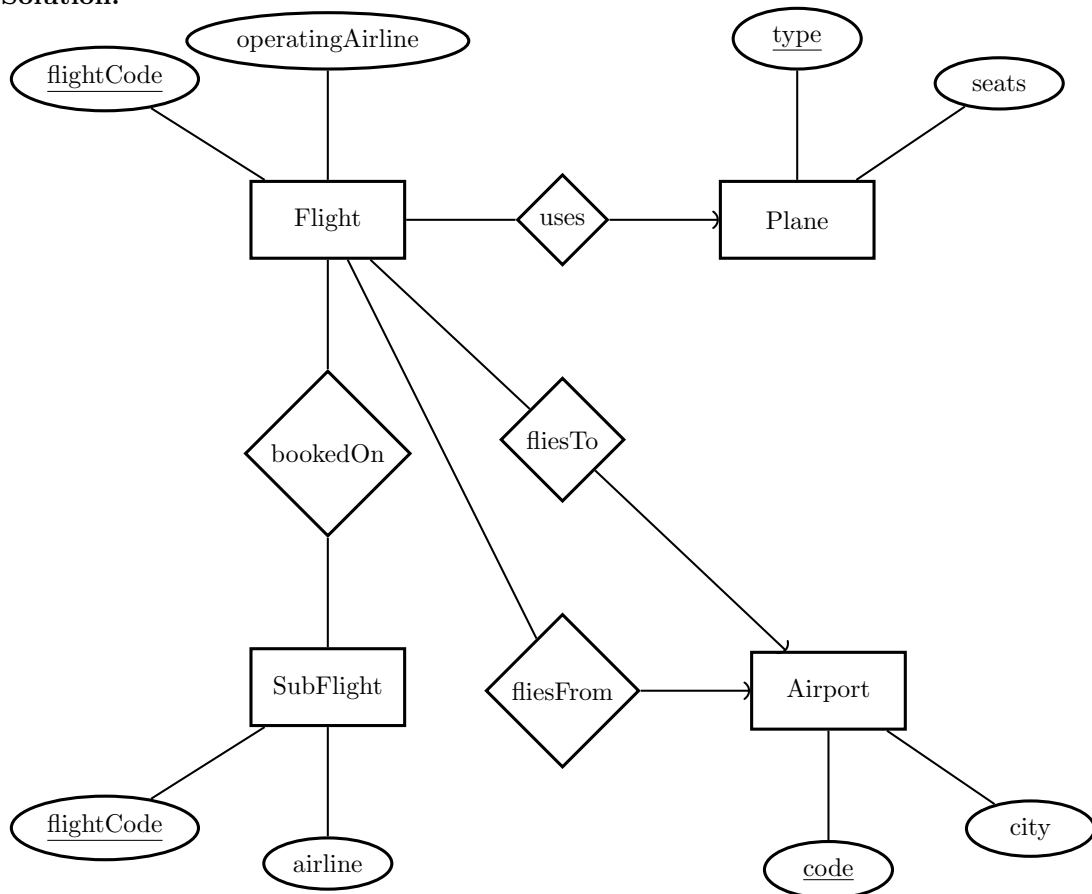 Solution:
operatingAirline
type
flightCode
seats
Flight
uses
Plane
fliesTo
bookedOn
SubFlight
fliesFrom
Airport
flightCode
airline
code
city